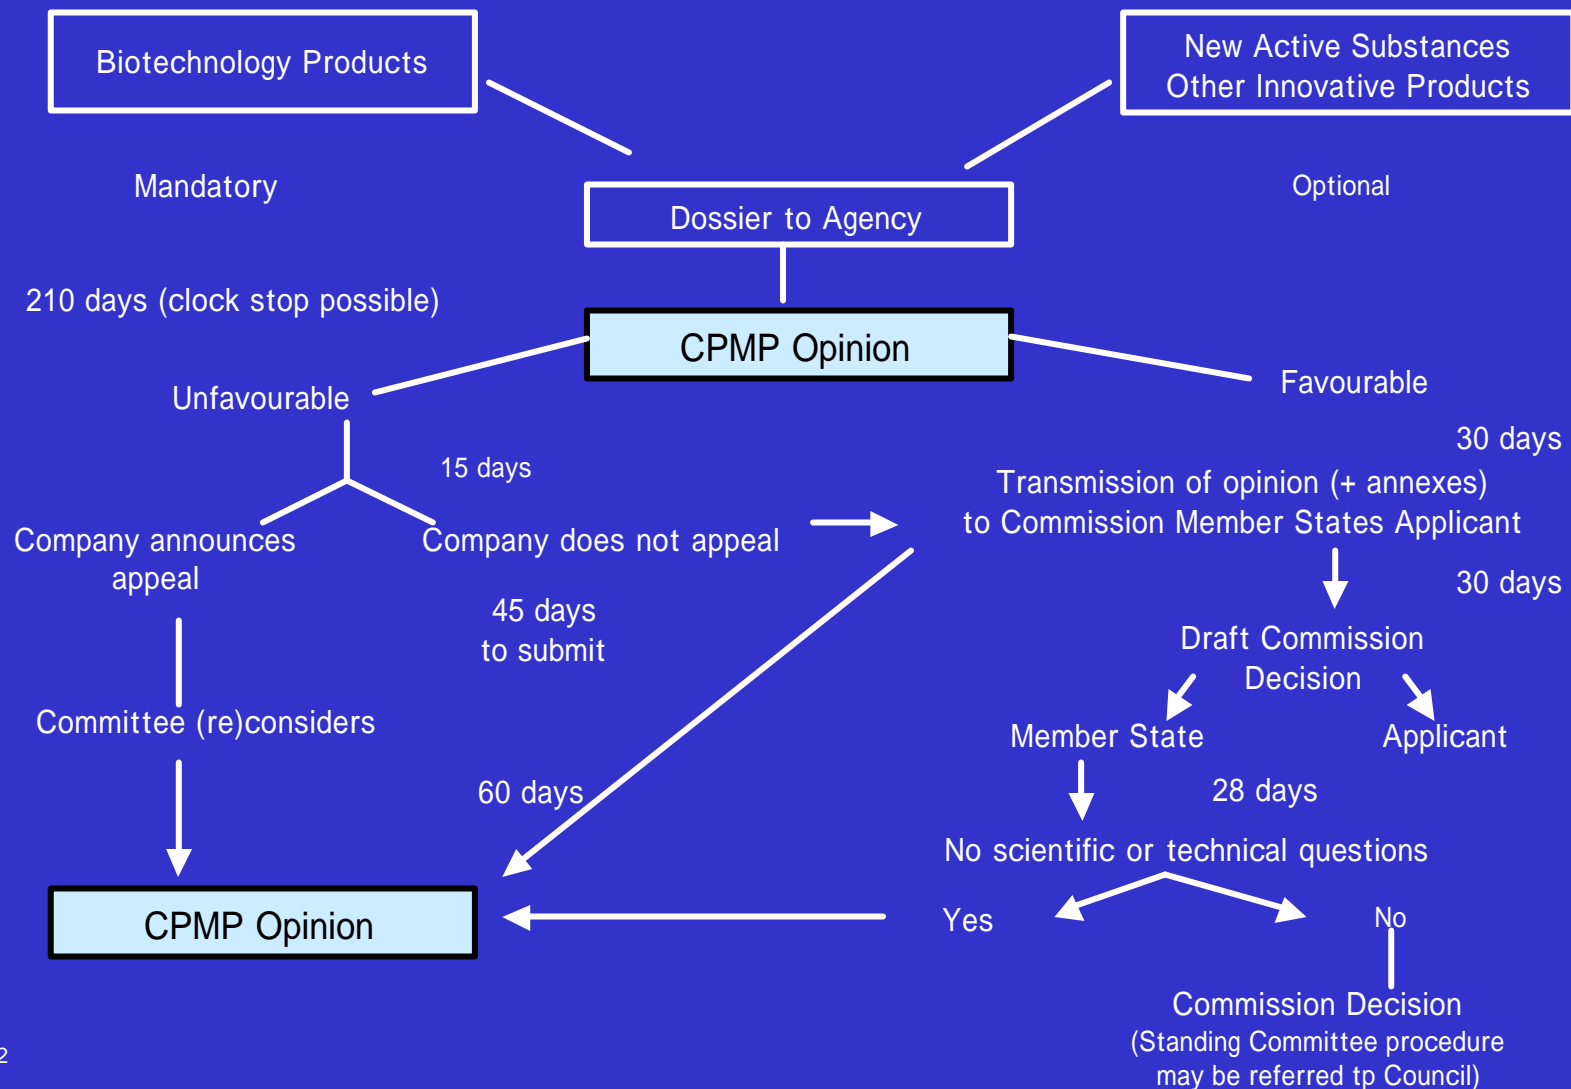 Biotechnology Products
New Active Substances
Other Innovative Products
Mandatory
Optional
Dossier to Agency
210 days (clock stop possible)
CPMP Opinion
Unfavourable
Favourable
30 days
15 days
Transmission of opinion (+ annexes)
to Commission Member States Applicant
Company announces
appeal
Company does not appeal
30 days
45 days
to submit
Draft Commission
Decision
Committee (re)considers
Member State
Applicant
60 days
28 days
No scientific or technical questions
CPMP Opinion
Yes
No
Commission Decision
(Standing Committee procedure
may be referred tp Council)
2